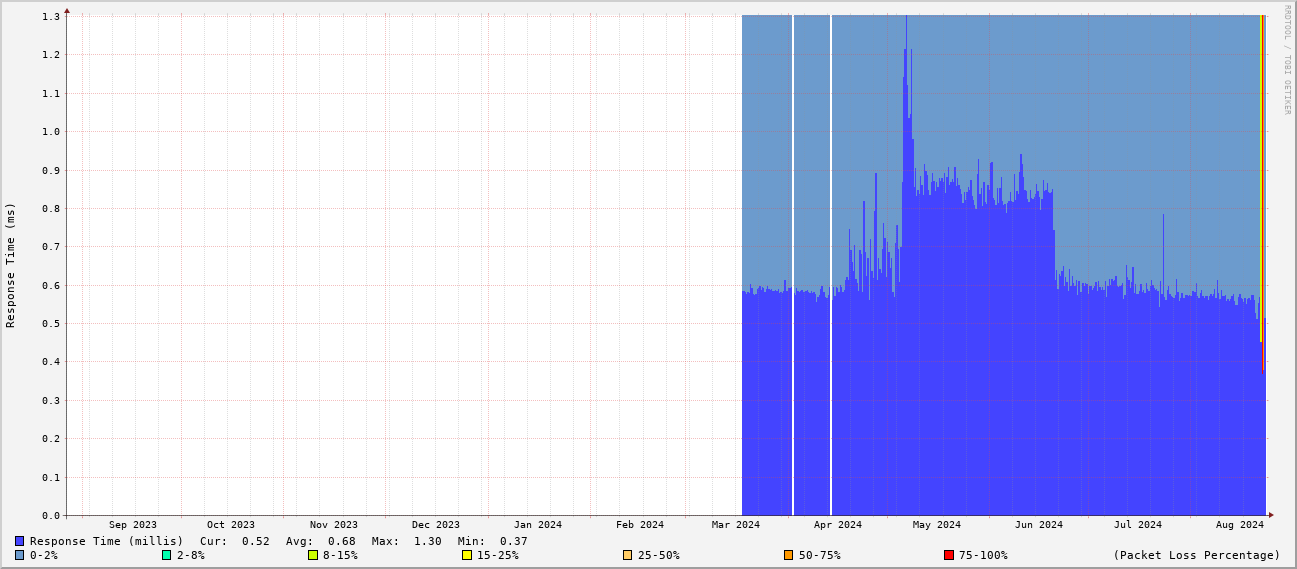 RRDTOOL / TOBI OETIKER
Response Time (ms)
1.3
1.2
1.1
1.0
0.9
0.8
0.7
0.6
0.5
0.4
0.3
0.2
0.1
0.0
Sep 2023 Oct 2023 Nov 2023 Dec 2023 Jan 2024 Feb 2024 Mar 2024 Apr 2024 May 2024 Jun 2024 Jul 2024 Aug 2024
Response Time (millis) Cur: 0.52 Avg: 0.68 Max: 1.30 Min: 0.37
0-2% 2-8% 8-15% 15-25% 25-50% 50-75% 75-100% (Packet Loss Percentage)